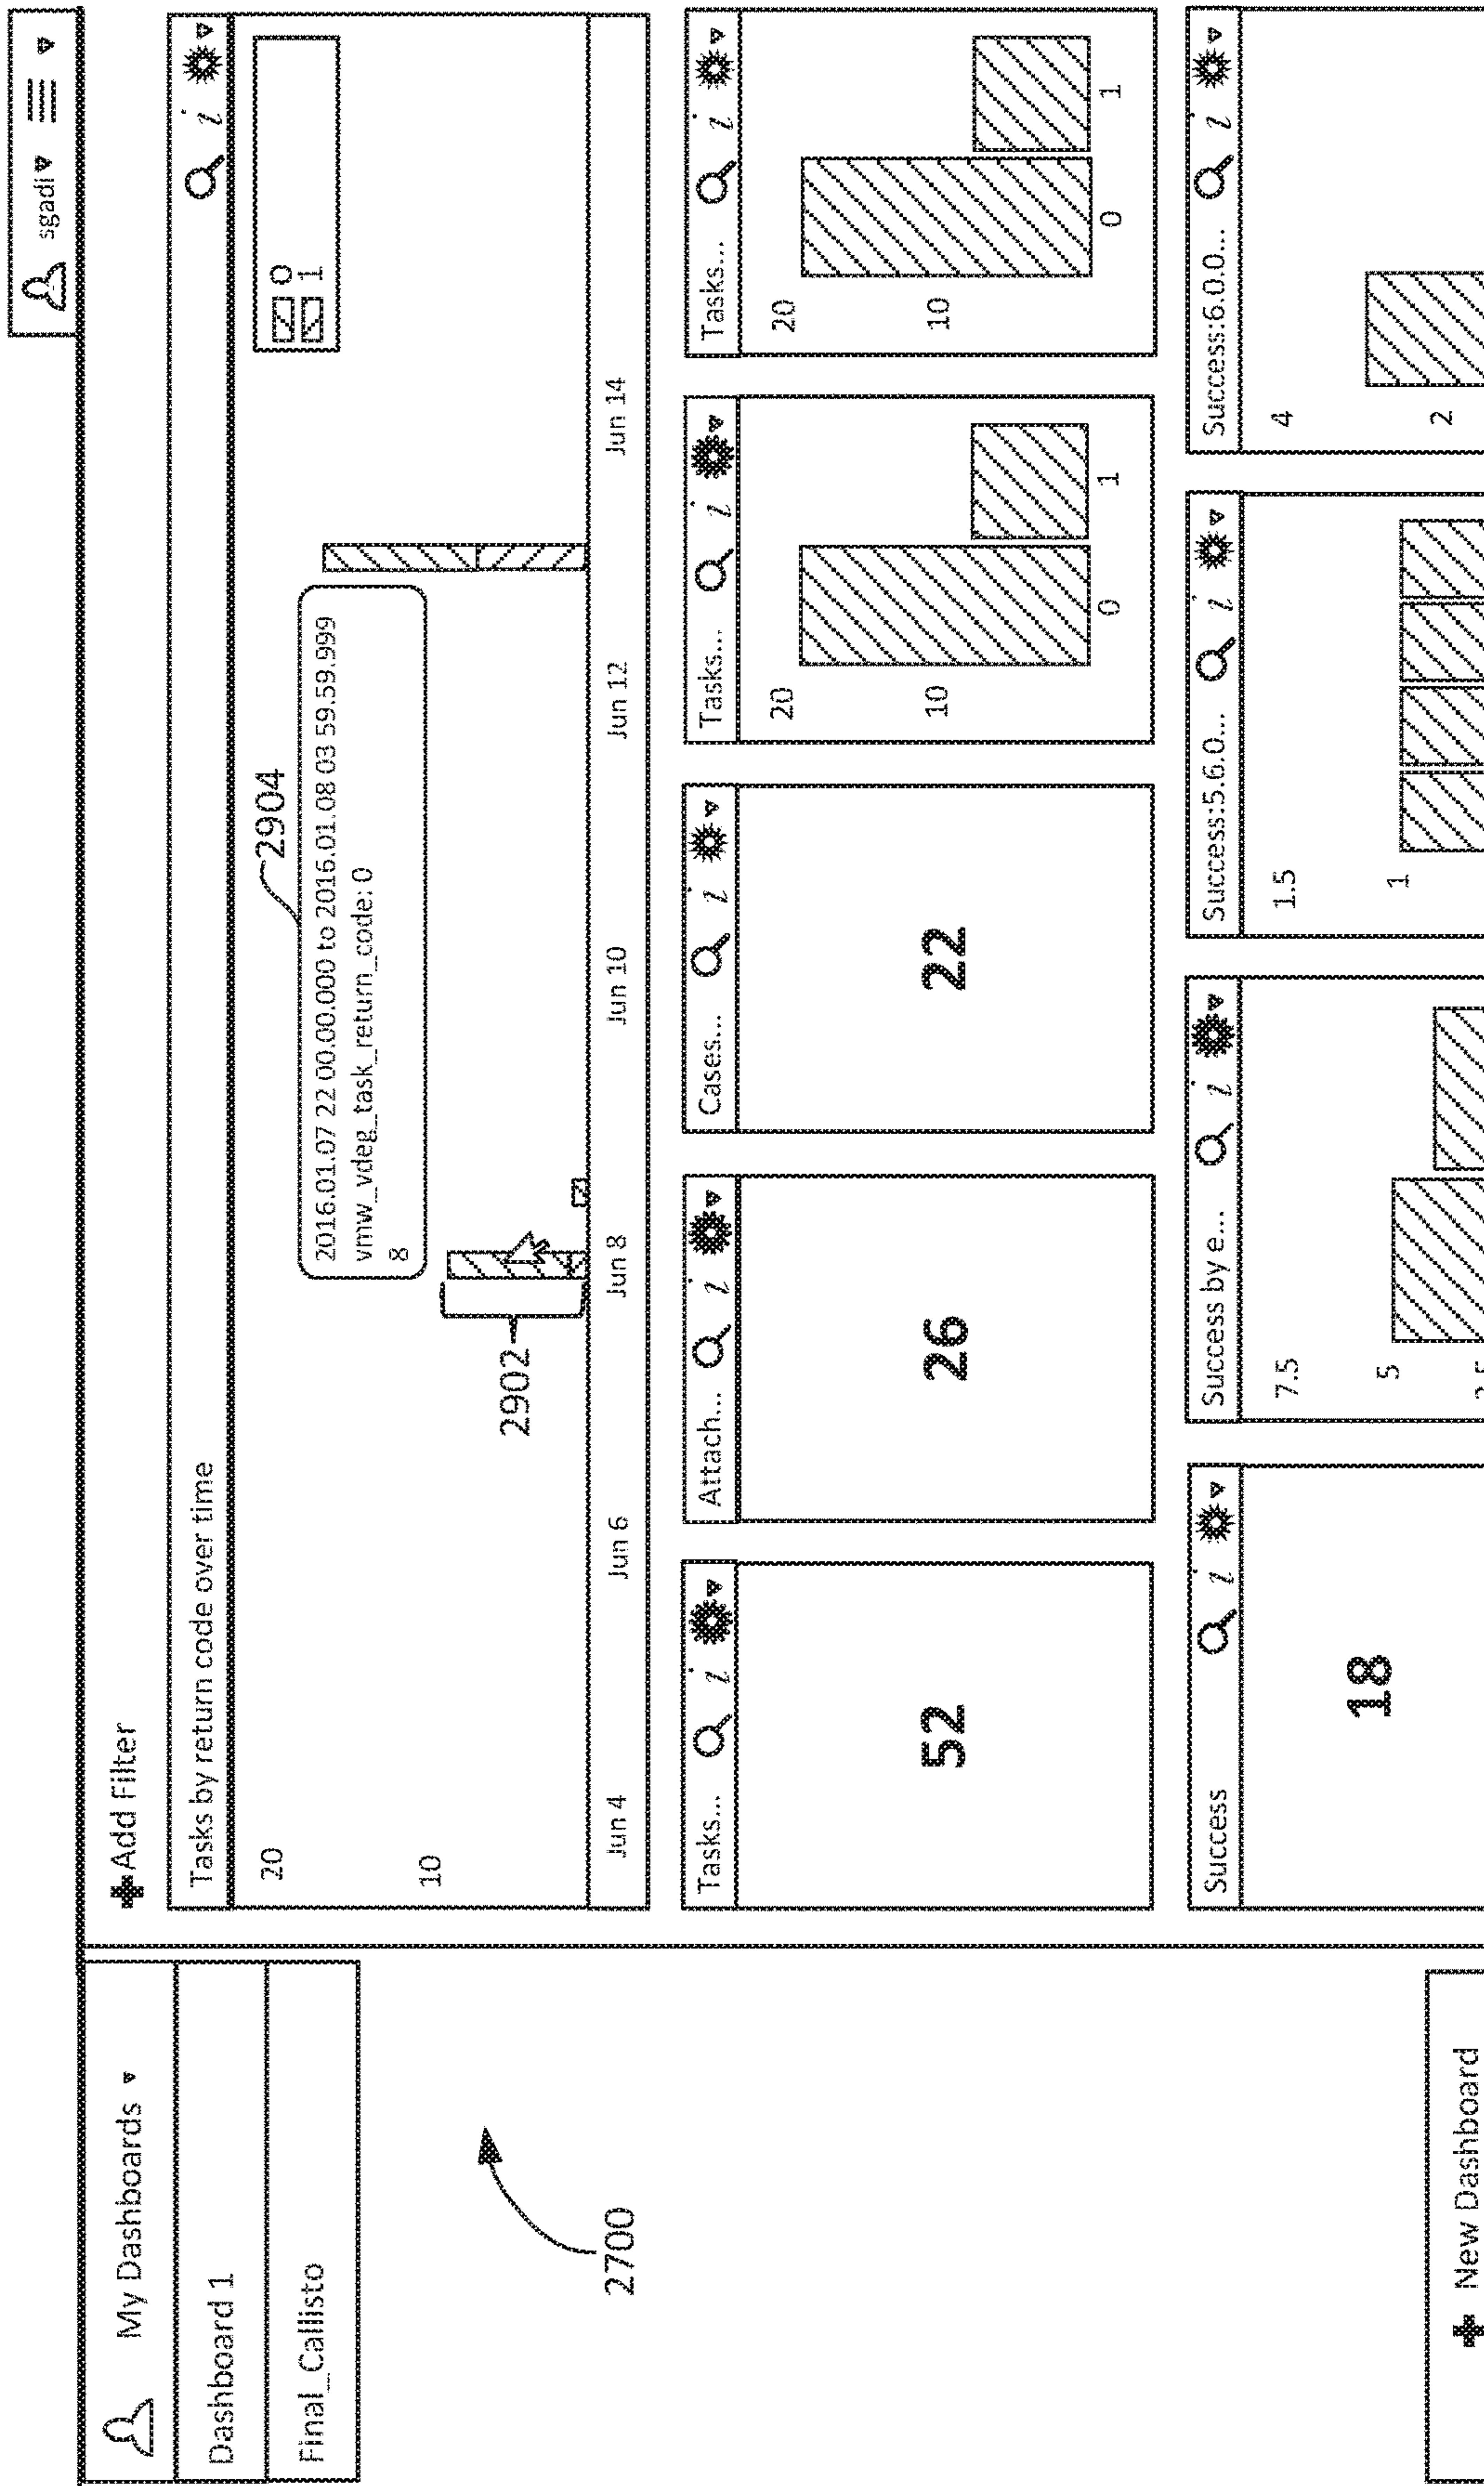 sgadi
My Dashboards
Dashboard 1
Final_Callisto
2700
New Dashboard
Add Filter
Tasks by return code over time
i
20
10
0
1
2904
2016.01.07 22 00.00.000 to 2016.01.08 03 59.59.999
vmw_vdeg_task_return_code: 0
8
2902
Jun 4 Jun 6 Jun 8 Jun 10 Jun 12 Jun 14
Tasks... i
52
Attach... i
26
Cases... i
22
Tasks... i
20
10
0 1
Tasks... i
20
10
0 1
Success i
18
Success by e... i
7.5
5
Success:5.6.0... i
1.5
1
Success:6.0.0... i
4
2